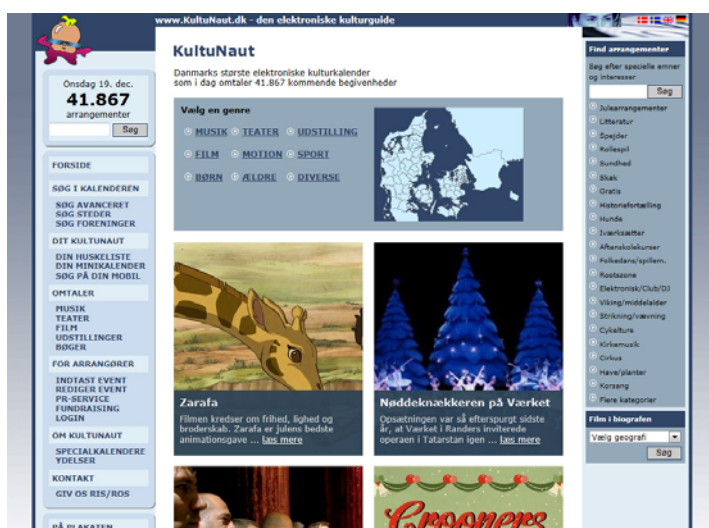 www.KultuNaut.dk - den elektroniske kulturguide
Onsdag 19. dec.
41.867
arrangementer
Søg
FORSIDE
SØG I KALENDEREN
SØG AVANCERET
SØG STEDER
SØG FORENINGER
DIT KULTUNAUT
DIN HUSKELISTE
DIN MINIKALENDER
SØG PÅ DIN MOBIL
OMTALER
MUSIK
TEATER
FILM
UDSTILLINGER
BØGER
FOR ARRANGØRER
INDTAST EVENT
REDIGER EVENT
PR-SERVICE
FUNDRAISING
LOGIN
OM KULTUNAUT
SPECIALKALENDERE
YDELSER
KONTAKT
GIV OS RIS/ROS
PÅ PLAKATEN
KultuNaut
Danmarks største elektroniske kulturkalender
som i dag omtaler 41.867 kommende begivenheder
Vælg en genre
MUSIK TEATER UDSTILLING
FILM MOTION SPORT
BØRN ÆLDRE DIVERSE
Zarafa
Filmen kredser om frihed, lighed og
broderskab. Zarafa er julens bedste
animationsgave ... læs mere
Nøddeknækkeren på Værket
Opsætningen var så efterspurgt sidste
år, at Værket i Randers inviterede
operaen i Tatarstan igen ... læs mere
Crooners
Find arrangementer
Søg efter specielle emner
og interesser
Søg
Julearrangementer
Litteratur
Spejder
Rollespil
Sundhed
Skak
Gratis
Historiefortælling
Hunde
Iværksætter
Aftenskolekurser
Folkedans/spillem.
Rootszone
Elektronisk/Club/DJ
Viking/middelalder
Strikning/vævning
Cykelture
Kirkemusik
Cirkus
Have/planter
Korsang
Flere kategorier
Film i biografen
Vælg geografi
Søg